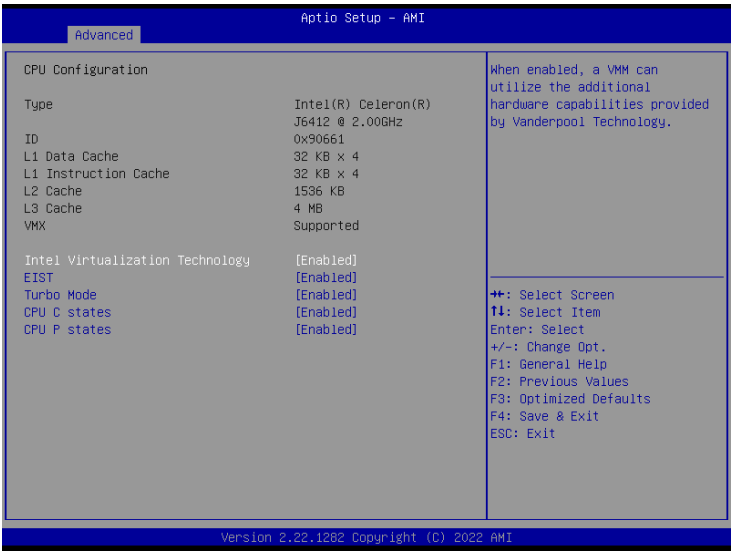 Aptio Setup - AMI
Advanced
CPU Configuration
Type Intel(R) Celeron(R)
J6412 @ 2.00GHz
ID 0x90661
L1 Data Cache 32 KB x 4
L1 Instruction Cache 32 KB x 4
L2 Cache 1536 KB
L3 Cache 4 MB
VMX Supported
Intel Virtualization Technology [Enabled]
EIST [Enabled]
Turbo Mode [Enabled]
CPU C states [Enabled]
CPU P states [Enabled]
When enabled, a VMM can
utilize the additional
hardware capabilities provided
by Vanderpool Technology.
→←: Select Screen
↑↓: Select Item
Enter: Select
+/-: Change Opt.
F1: General Help
F2: Previous Values
F3: Optimized Defaults
F4: Save & Exit
ESC: Exit
Version 2.22.1282 Copyright (C) 2022 AMI